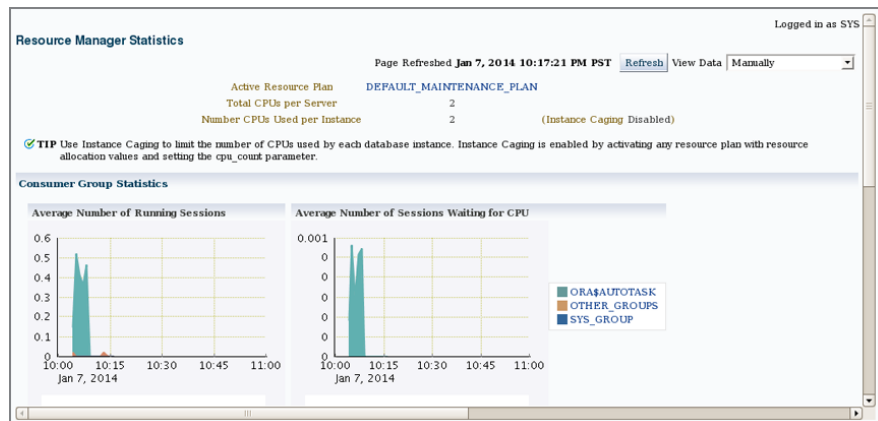 Logged in as SYS
Resource Manager Statistics
Page Refreshed Jan 7, 2014 10:17:21 PM PST Refresh View Data Manually
Active Resource Plan DEFAULT_MAINTENANCE_PLAN
Total CPUs per Server 2
Number CPUs Used per Instance 2 (Instance Caging Disabled)
TIP Use Instance Caging to limit the number of CPUs used by each database instance. Instance Caging is enabled by activating any resource plan with resource
allocation values and setting the cpu_count parameter.
Consumer Group Statistics
Average Number of Running Sessions
0.6
0.5
0.4
0.3
0.2
0.1
0
10:00 10:15 10:30 10:45 11:00
Jan 7, 2014
Average Number of Sessions Waiting for CPU
0.001
0
0
0
0
0
0
10:00 10:15 10:30 10:45 11:00
Jan 7, 2014
ORA$AUTOTASK
OTHER_GROUPS
SYS_GROUP